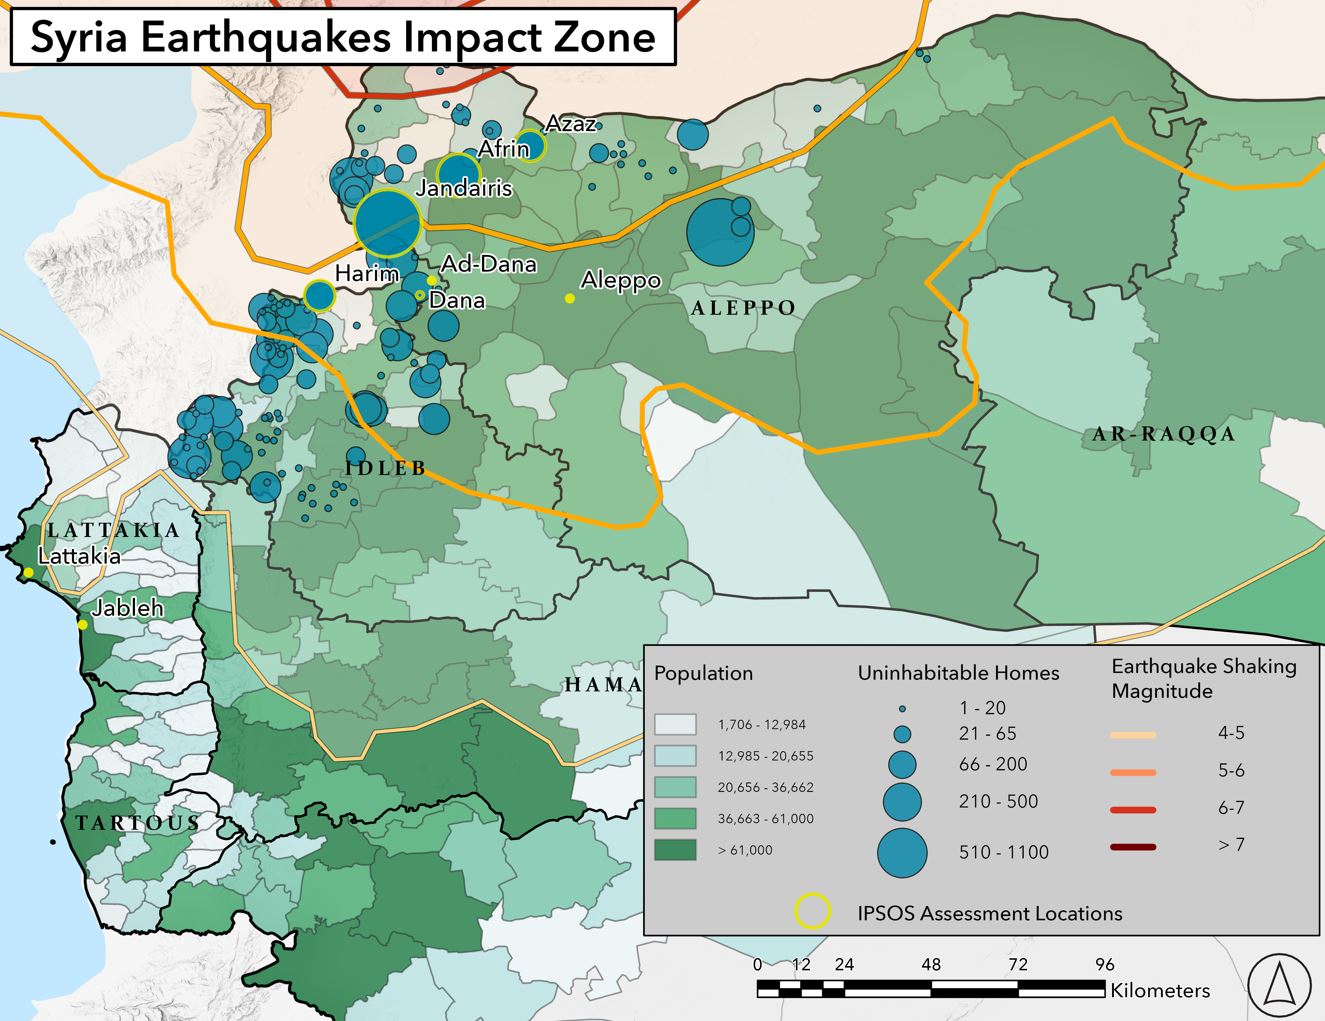 Syria Earthquakes Impact Zone
Azaz
Afrin
Jandairis
Ad-Dana
Harim
Aleppo
Dana
ALEPPO
AR-RAQQA
IDLEB
LATTAKIA
Lattakia
Jableh
HAMA
TARTOUS
Population
1,706 - 12,984
12,985 - 20,655
20,656 - 36,662
36,663 - 61,000
> 61,000
Uninhabitable Homes
1 - 20
21 - 65
66 - 200
210 - 500
510 - 1100
Earthquake Shaking
Magnitude
4-5
5-6
6-7
> 7
IPSOS Assessment Locations
0 12 24 48 72 96
Kilometers